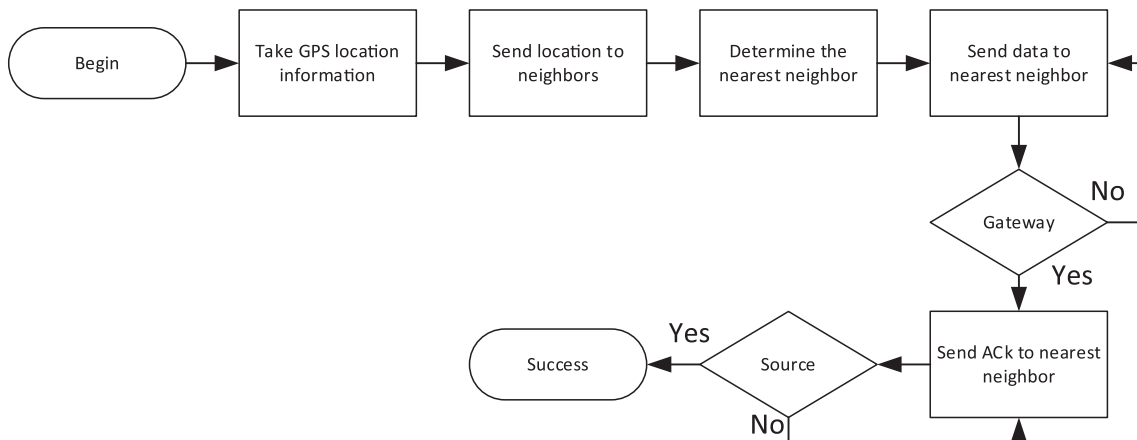 Begin
Take GPS location
information
Send location to
neighbors
Determine the
nearest neighbor
Send data to
nearest neighbor
Gateway
No
Yes
Send ACk to nearest
neighbor
Source
Yes
Success
No